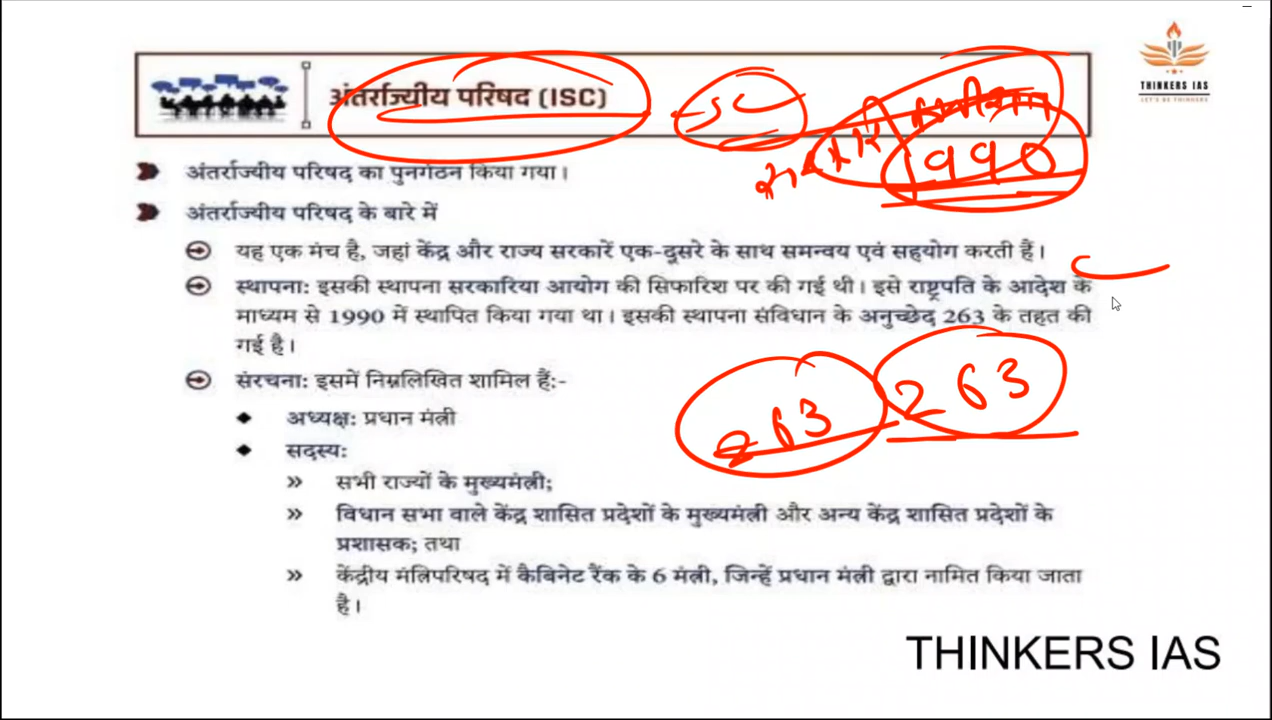 अंतर्राज्यीय परिषद (ISC)
ISC
1990
THINKERS IAS
LET'S BE THINKERS
अंतर्राज्यीय परिषद का पुनर्गठन किया गया।
अंतर्राज्यीय परिषद के बारे में
यह एक मंच है, जहां केंद्र और राज्य सरकारें एक-दूसरे के साथ समन्वय एवं सहयोग करती हैं।
स्थापना: इसकी स्थापना सरकारिया आयोग की सिफारिश पर की गई थी। इसे राष्ट्रपति के आदेश के
माध्यम से 1990 में स्थापित किया गया था। इसकी स्थापना संविधान के अनुच्छेद 263 के तहत की
गई है।
संरचना: इसमें निम्नलिखित शामिल हैं:-
263 263
अध्यक्ष: प्रधान मंत्री
सदस्य:
सभी राज्यों के मुख्यमंत्री;
विधान सभा वाले केंद्र शासित प्रदेशों के मुख्यमंत्री और अन्य केंद्र शासित प्रदेशों के
प्रशासक; तथा
केंद्रीय मंत्रिपरिषद में कैबिनेट रैंक के 6 मंत्री, जिन्हें प्रधान मंत्री द्वारा नामित किया जाता
है।
THINKERS IAS